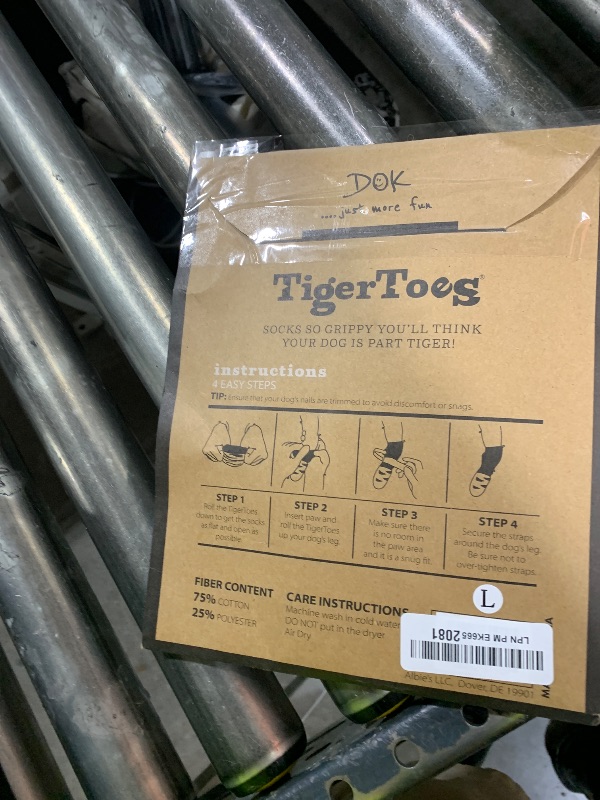 DOK
....just more fun
TigerToes®
SOCKS SO GRIPPY YOU'LL THINK
YOUR DOG IS PART TIGER!
instructions
4 EASY STEPS
TIP: Ensure that your dog's nails are trimmed to avoid discomfort or snags.
STEP 1
Roll the TigerToes
down to get the socks
as flat and open as
possible.
STEP 2
Insert paw and
roll the TigerToes
up your dog's leg.
STEP 3
Make sure there
is no room in
the paw area
and it is a snug fit.
STEP 4
Secure the straps
around the dog's leg.
Be sure not to
over-tighten straps.
FIBER CONTENT
75% COTTON
25% POLYESTER
CARE INSTRUCTIONS
Machine wash in cold water
DO NOT put in the dryer
Air Dry
L
LPN PM EK665 2081
Albie's LLC, Dover, DE 19901